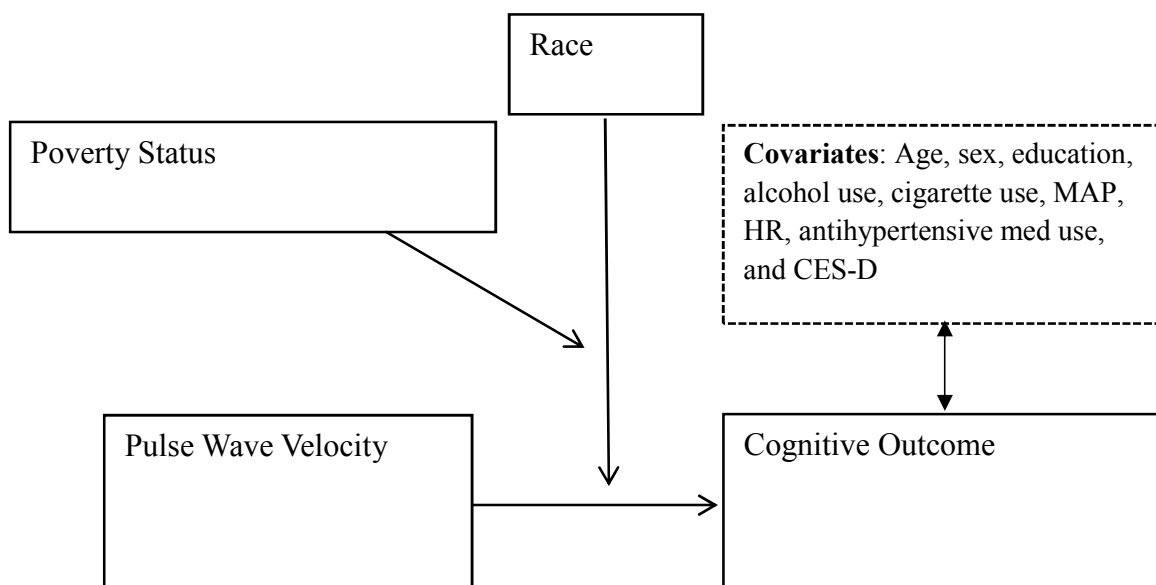 Race
Poverty Status
Covariates: Age, sex, education,
alcohol use, cigarette use, MAP,
HR, antihypertensive med use,
and CES-D
Pulse Wave Velocity
Cognitive Outcome